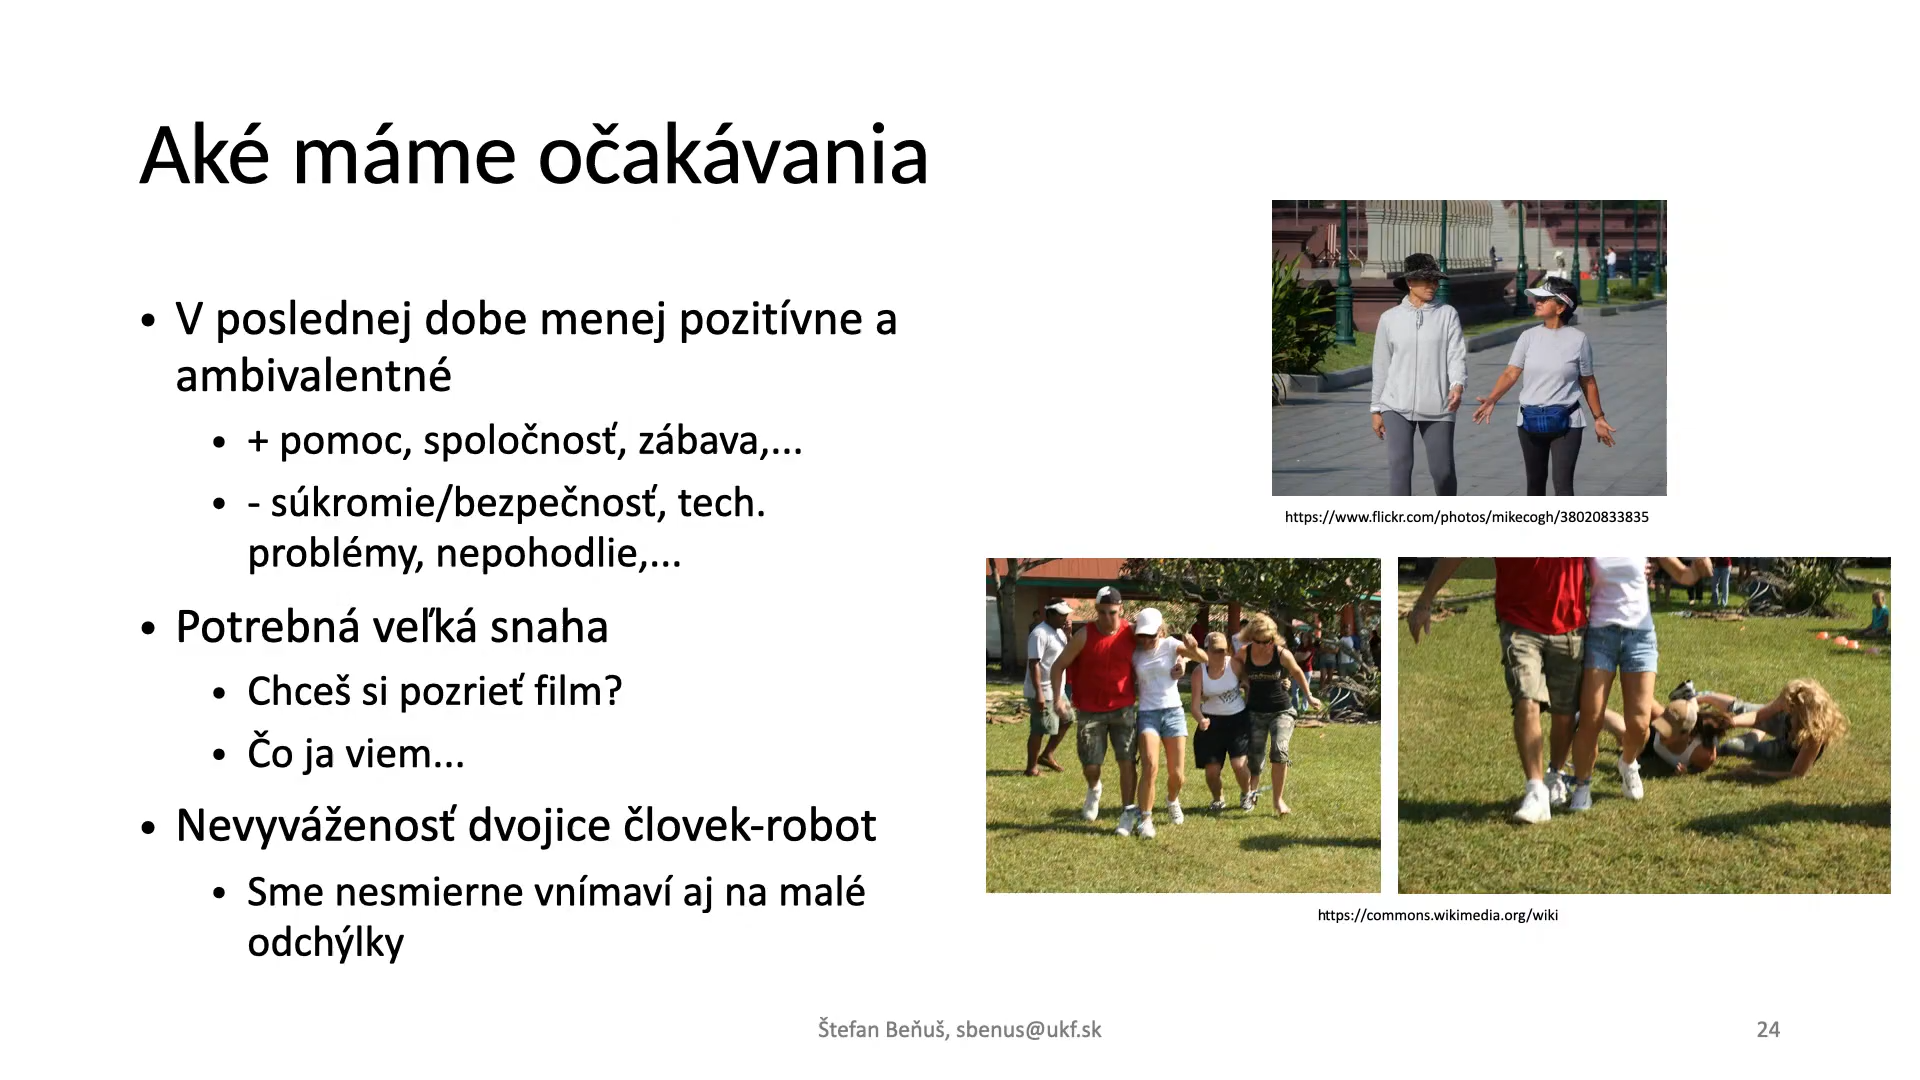 Aké máme očakávania
• V poslednej dobe menej pozitívne a
ambivalentné
• + pomoc, spoločnosť, zábava,...
• - súkromie/bezpečnosť, tech.
problémy, nepohodlie,...
• Potrebná veľká snaha
• Chceš si pozrieť film?
• Čo ja viem...
• Nevyváženosť dvojice človek-robot
• Sme nesmierne vnímaví aj na malé
odchýlky
https://www.flickr.com/photos/mikecogh/38020833835
https://commons.wikimedia.org/wiki
Štefan Beňuš, sbenus@ukf.sk
24